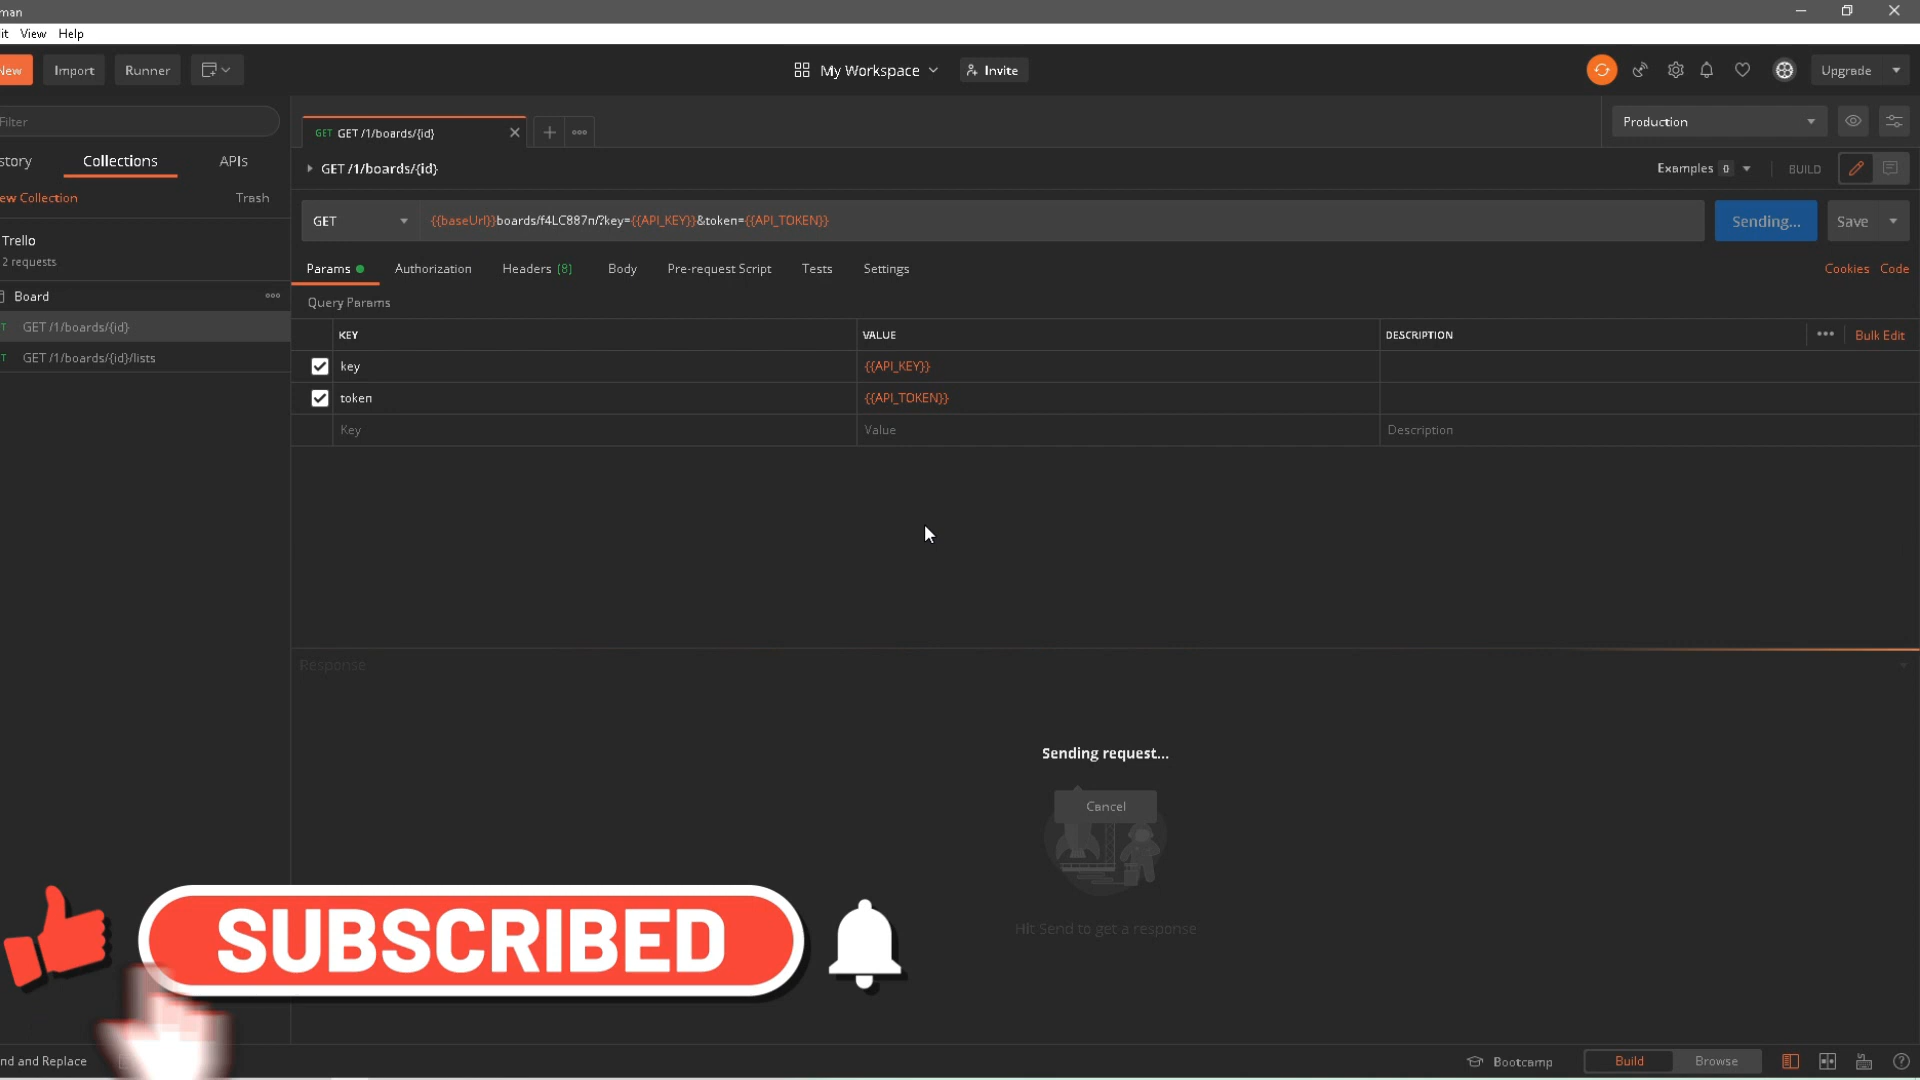 man
it View Help
New Import Runner My Workspace Invite Upgrade
Filter
GET GET /1/boards/{id}
Production
story Collections APIs
GET /1/boards/{id}
Examples 0 BUILD
ew Collection Trash
GET {{baseUrl}}boards/f4LC887n/?key={{API_KEY}}&token={{API_TOKEN}} Sending... Save
Trello
2 requests
Params Authorization Headers (8) Body Pre-request Script Tests Settings Cookies Code
Board
Query Params
T GET /1/boards/{id}
KEY VALUE DESCRIPTION Bulk Edit
T GET /1/boards/{id}/lists
key {{API_KEY}}
token {{API_TOKEN}}
Key Value Description
Response
Sending request...
Cancel
Hit Send to get a response
SUBSCRIBED
nd and Replace
Bootcamp Build Browse